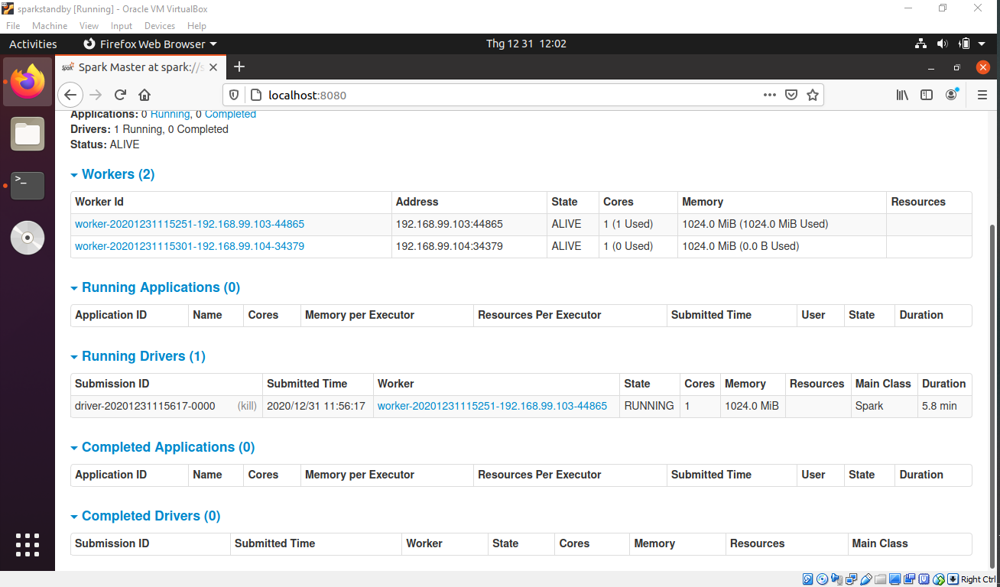 sparkstandby [Running] - Oracle VM VirtualBox
File Machine View Input Devices Help
Activities Firefox Web Browser Thg 12 31 12:02
Spark Master at spark://s
localhost:8080
Applications: 0 Running, 0 Completed
Drivers: 1 Running, 0 Completed
Status: ALIVE
Workers (2)
Worker Id Address State Cores Memory Resources
worker-20201231115251-192.168.99.103-44865 192.168.99.103:44865 ALIVE 1 (1 Used) 1024.0 MiB (1024.0 MiB Used)
worker-20201231115301-192.168.99.104-34379 192.168.99.104:34379 ALIVE 1 (0 Used) 1024.0 MiB (0.0 B Used)
Running Applications (0)
Application ID Name Cores Memory per Executor Resources Per Executor Submitted Time User State Duration
Running Drivers (1)
Submission ID Submitted Time Worker State Cores Memory Resources Main Class Duration
driver-20201231115617-0000 (kill) 2020/12/31 11:56:17 worker-20201231115251-192.168.99.103-44865 RUNNING 1 1024.0 MiB Spark 5.8 min
Completed Applications (0)
Application ID Name Cores Memory per Executor Resources Per Executor Submitted Time User State Duration
Completed Drivers (0)
Submission ID Submitted Time Worker State Cores Memory Resources Main Class
Right Ctrl